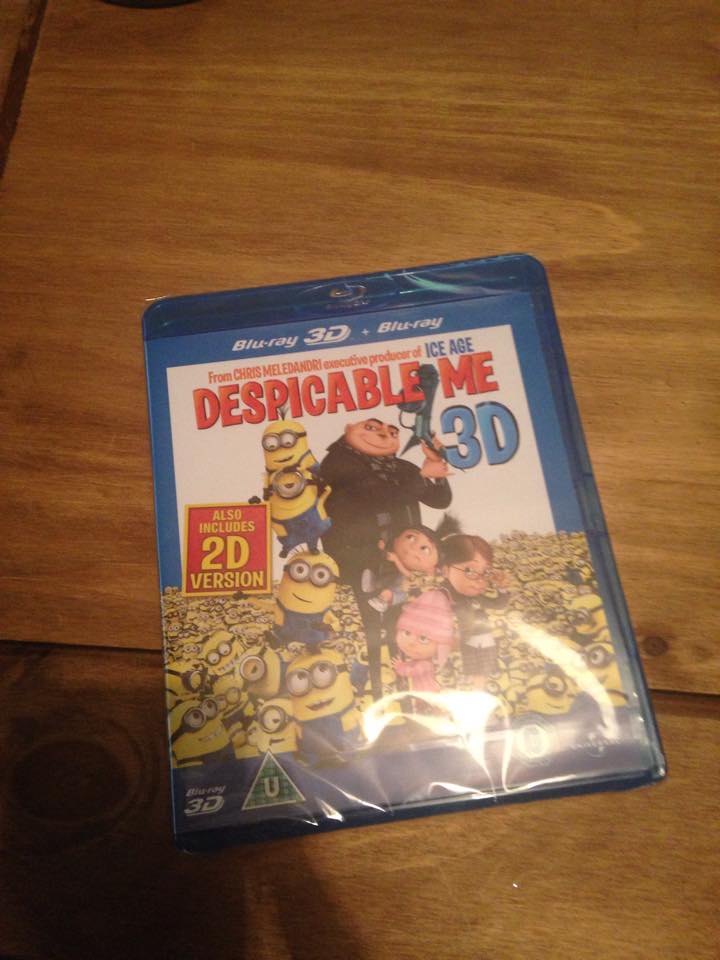 Blu-ray 3D + Blu-ray
From CHRIS MELEDANDRI executive producer of ICE AGE
DESPICABLE ME
3D
ALSO
INCLUDES
2D
VERSION
Blu-ray
3D
U